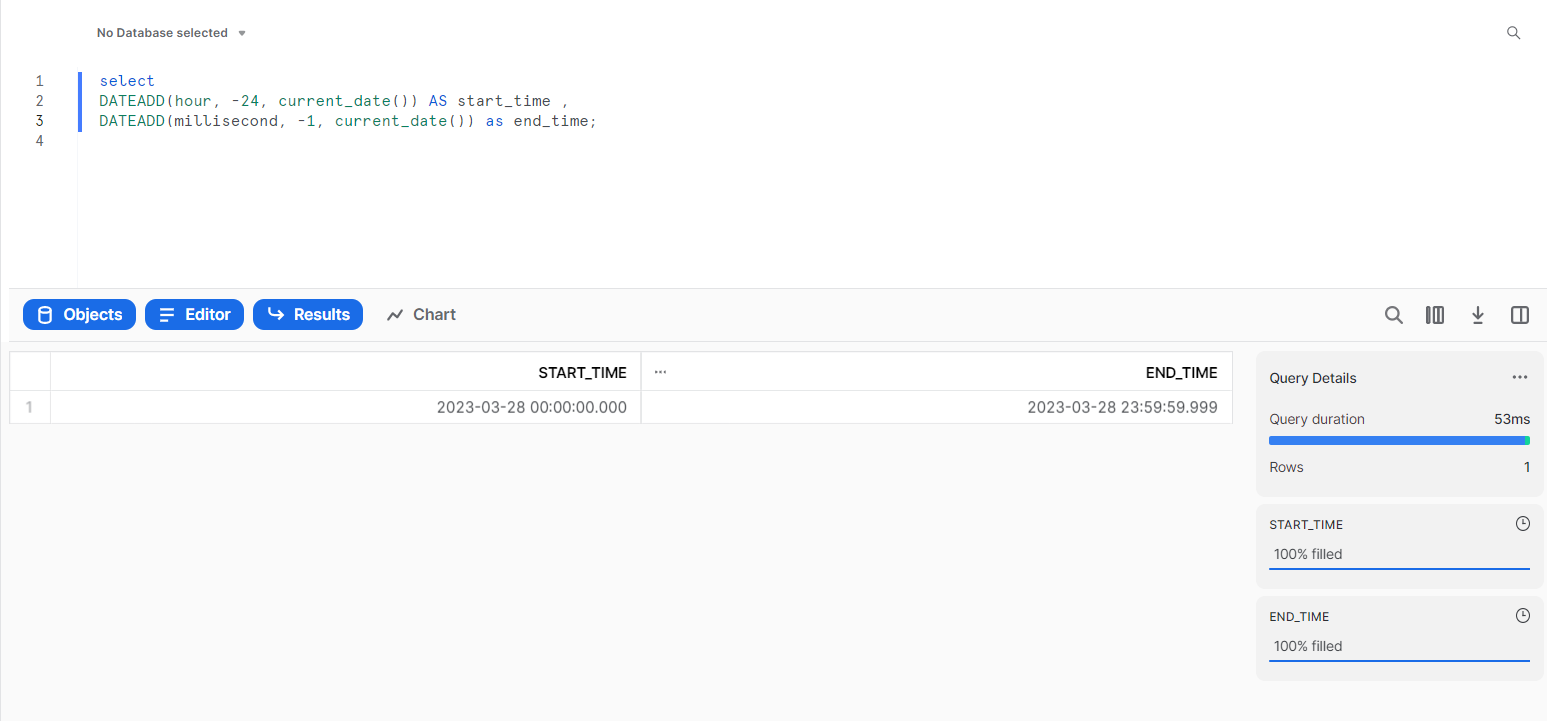 No Database selected
1 select
2 DATEADD(hour, -24, current_date()) AS start_time ,
3 DATEADD(millisecond, -1, current_date()) as end_time;
4
Objects Editor Results Chart
START_TIME ... END_TIME
1 2023-03-28 00:00:00.000 2023-03-28 23:59:59.999
Query Details ...
Query duration 53ms
Rows 1
START_TIME
100% filled
END_TIME
100% filled